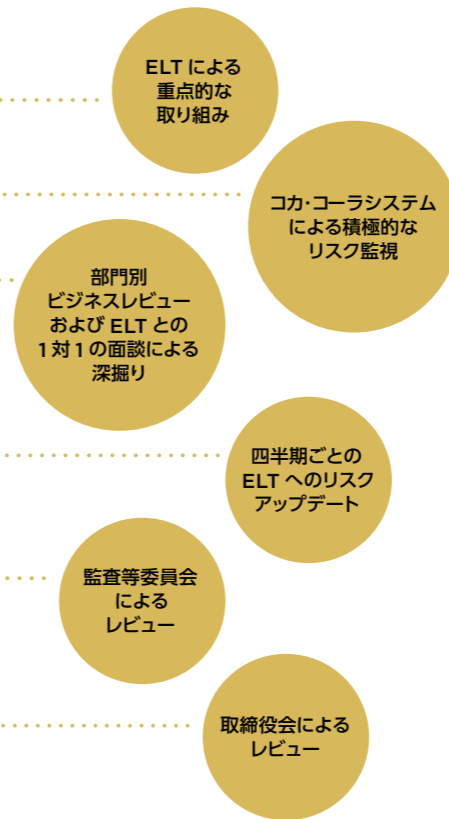 ELT による
重点的な
取り組み
コカ・コーラシステム
による積極的な
リスク監視
部門別
ビジネスレビュー
および ELT との
1対1の面談による
深掘り
四半期ごとの
ELT へのリスク
アップデート
監査等委員会
による
レビュー
取締役会による
レビュー